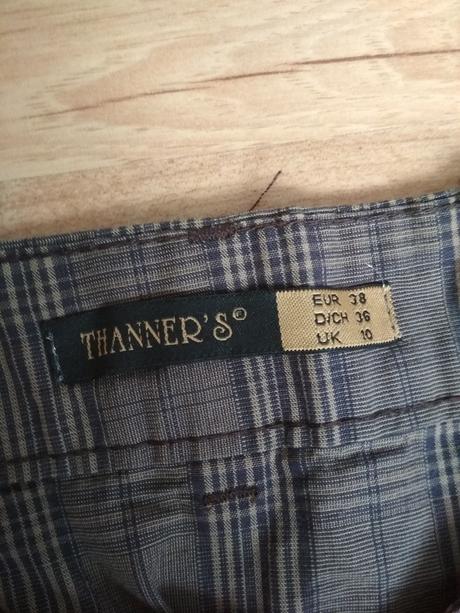 THANNER'S®
EUR 38
D/CH 36
UK 10